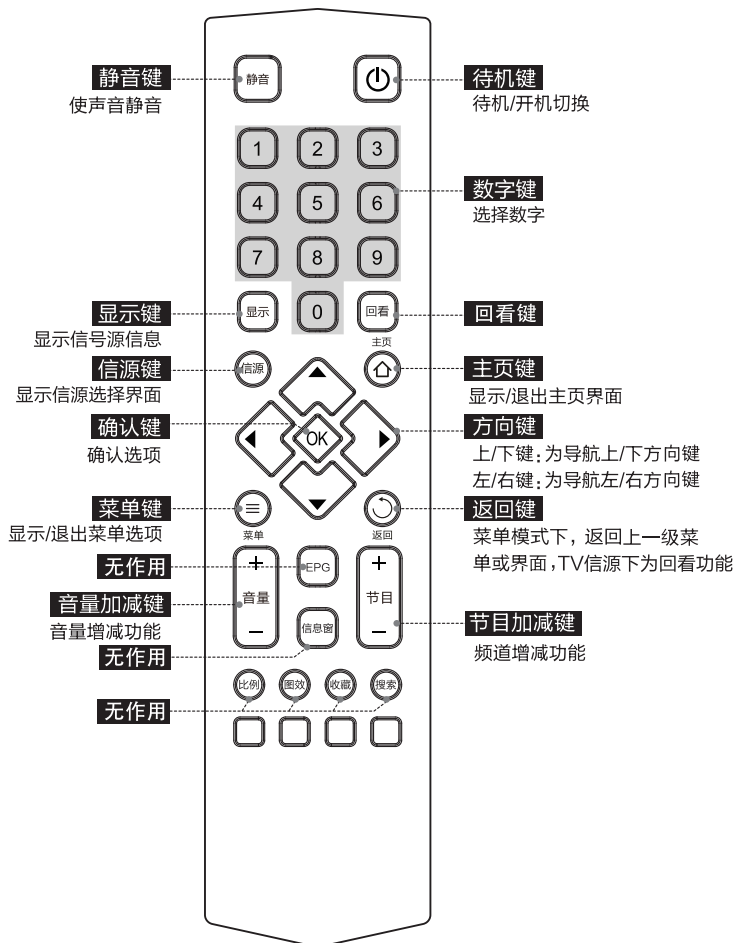 静音键
使声音静音
静音
待机键
待机/开机切换
1 2 3
4 5 6
7 8 9
0
数字键
选择数字
显示键
显示信号源信息
显示
回看
回看键
主页
信源键
显示信源选择界面
信源
主页键
显示/退出主页界面
确认键
确认选项
OK
方向键
上/下键:为导航上/下方向键
左/右键:为导航左/右方向键
菜单键
显示/退出菜单选项
菜单
返回
返回键
菜单模式下, 返回上一级菜
单或界面,TV信源下为回看功能
无作用
EPG
音量加减键
音量增减功能
+
音量
−
+
节目
−
节目加减键
频道增减功能
无作用
信息窗
比例 图效 收藏 搜索
无作用